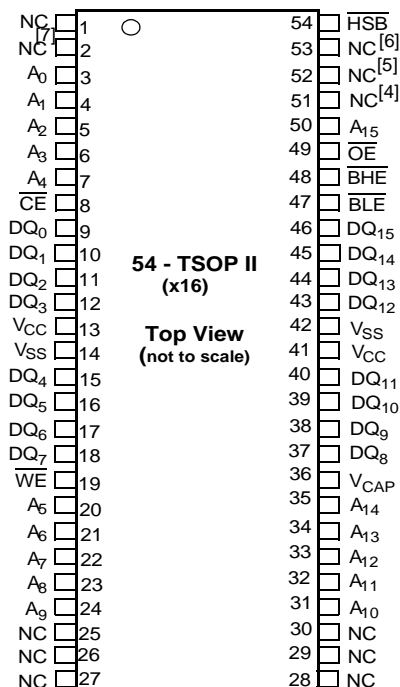 NC 1 54 HSB
NC[7] 2 53 NC[6]
A0 3 52 NC[5]
A1 4 51 NC[4]
A2 5 50 A15
A3 6 49 OE
A4 7 48 BHE
CE 8 47 BLE
DQ0 9 46 DQ15
DQ1 10 45 DQ14
DQ2 11 44 DQ13
DQ3 12 43 DQ12
VCC 13 42 VSS
VSS 14 41 VCC
DQ4 15 40 DQ11
DQ5 16 39 DQ10
DQ6 17 38 DQ9
DQ7 18 37 DQ8
WE 19 36 VCAP
A5 20 35 A14
A6 21 34 A13
A7 22 33 A12
A8 23 32 A11
A9 24 31 A10
NC 25 30 NC
NC 26 29 NC
NC 27 28 NC
54 - TSOP II
(x16)
Top View
(not to scale)